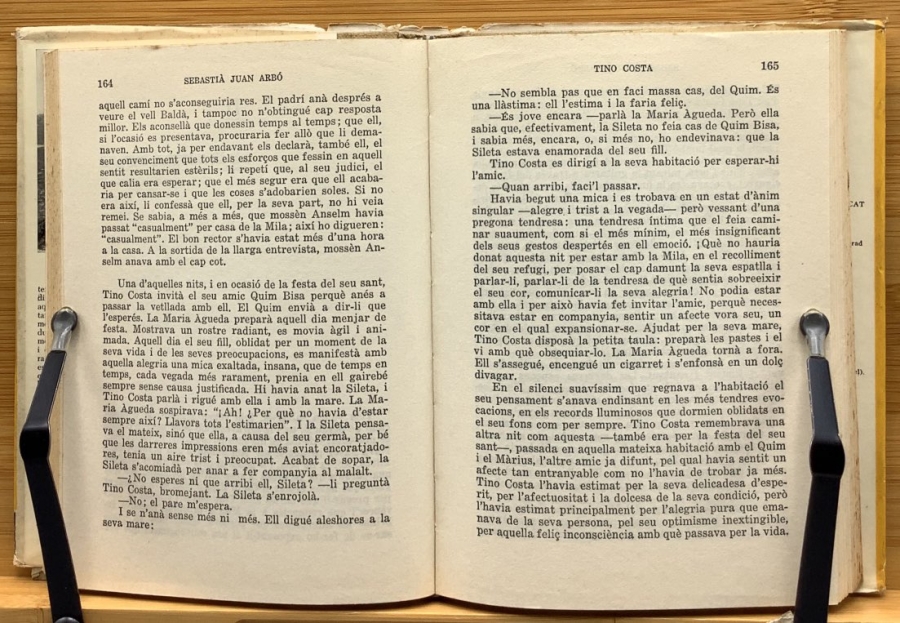 164
SEBASTIÀ JUAN ARBÓ
aquell camí no s'aconseguiria res. El padrí anà després a
veure el vell Baldà, i tampoc no n'obtingué cap resposta
millor. Els aconsellà que donessin temps al temps; que ell,
si l'ocasió es presentava, procuraria fer allò que li dema-
naven. Amb tot, ja per endavant els declarà, també ell, el
seu convenciment que tots els esforços que fessin en aquell
sentit resultarien estèrils; li repetí que, al seu judici, el
que calia era esperar; que el més segur era que ell acaba-
ria per cansar-se i que les coses s'adobarien soles. Si no
era així, li confessà que ell, per la seva part, no hi veia
remei. Se sabia, a més a més, que mossèn Anselm havia
passat "casualment" per casa de la Mila; així ho digueren:
"casualment". El bon rector s'havia estat més d'una hora
a la casa. A la sortida de la llarga entrevista, mossèn An-
selm anava amb el cap cot.
Una d'aquelles nits, i en ocasió de la festa del seu sant,
Tino Costa invità el seu amic Quim Bisa perquè anés a
passar la vetllada amb ell. El Quim envià a dir-li que
l'esperés. La Maria Àgueda preparà aquell dia menjar de
festa. Mostrava un rostre radiant, es movia àgil i ani-
mada. Aquell dia el seu fill, oblidat per un moment de la
seva vida i de les seves preocupacions, es manifestà amb
aquella alegria una mica exaltada, insana, que de temps en
temps, cada vegada més rarament, prenia en ell gairebé
sempre sense causa justificada. Hi havia anat la Sileta, i
Tino Costa parlà i rigué amb ella i amb la mare. La Ma-
ria Àgueda sospirava: "¡Ah! ¿Per què no havia d'estar
sempre així? Llavors tots l'estimarien". I la Sileta pensa-
va el mateix, sinó que ella, a causa del seu germà, per bé
que les darreres impressions eren més aviat encoratjado-
res, tenia un aire trist i preocupat. Acabat de sopar, la
Sileta s'acomiadà per anar a fer companyia al malalt.
—¿No esperes ni que arribi ell, Sileta? —li preguntà
Tino Costa, bromejant. La Sileta s'enrojolà.
—No; el pare m'espera.
I se n'anà sense més ni més. Ell digué aleshores a la
seva mare:
TINO COSTA
165
—No sembla pas que en faci massa cas, del Quim. És
una llàstima: ell l'estima i la faria feliç.
—És jove encara —parlà la Maria Àgueda. Però ella
sabia que, efectivament, la Sileta no feia cas de Quim Bisa,
i sabia més, encara, o, si més no, ho endevinava: que la
Sileta estava enamorada del seu fill.
Tino Costa es dirigí a la seva habitació per esperar-hi
l'amic.
—Quan arribi, faci'l passar.
Havia begut una mica i es trobava en un estat d'ànim
singular —alegre i trist a la vegada— però vessant d'una
pregona tendresa: una tendresa íntima que el feia cami-
nar suaument, com si el més mínim, el més insignificant
dels seus gestos despertés en ell emoció. ¡Què no hauria
donat aquesta nit per estar amb la Mila, en el recolliment
del seu refugi, per posar el cap damunt la seva espatlla i
parlar-li, parlar-li de la tendresa de què sentia sobreeixir
el seu cor, comunicar-li la seva alegria! No podia estar
amb ella i per això havia fet invitar l'amic, perquè neces-
sitava estar en companyia, sentir un afecte vora seu, un
cor en el qual expansionar-se. Ajudat per la seva mare,
Tino Costa disposà la petita taula: preparà les pastes i el
vi amb què obsequiar-lo. La Maria Àgueda tornà a fora.
Ell s'assegué, encengué un cigarret i s'enfonsà en un dolç
divagar.
En el silenci suavíssim que regnava a l'habitació el
seu pensament s'anava endinsant en les més tendres evo-
cacions, en els records lluminosos que dormien oblidats en
el seu fons com per sempre. Tino Costa remembrava una
altra nit com aquesta —també era per la festa del seu
sant—, passada en aquella mateixa habitació amb el Quim
i el Màrius, l'altre amic ja difunt, pel qual havia sentit un
afecte tan entranyable com no l'havia de trobar ja més.
Tino Costa l'havia estimat per la seva delicadesa d'espe-
rit, per l'afectuositat i la dolcesa de la seva condició, però
l'havia estimat principalment per l'alegria pura que ema-
nava de la seva persona, pel seu optimisme inextingible,
per aquella feliç inconsciència amb què passava per la vida.